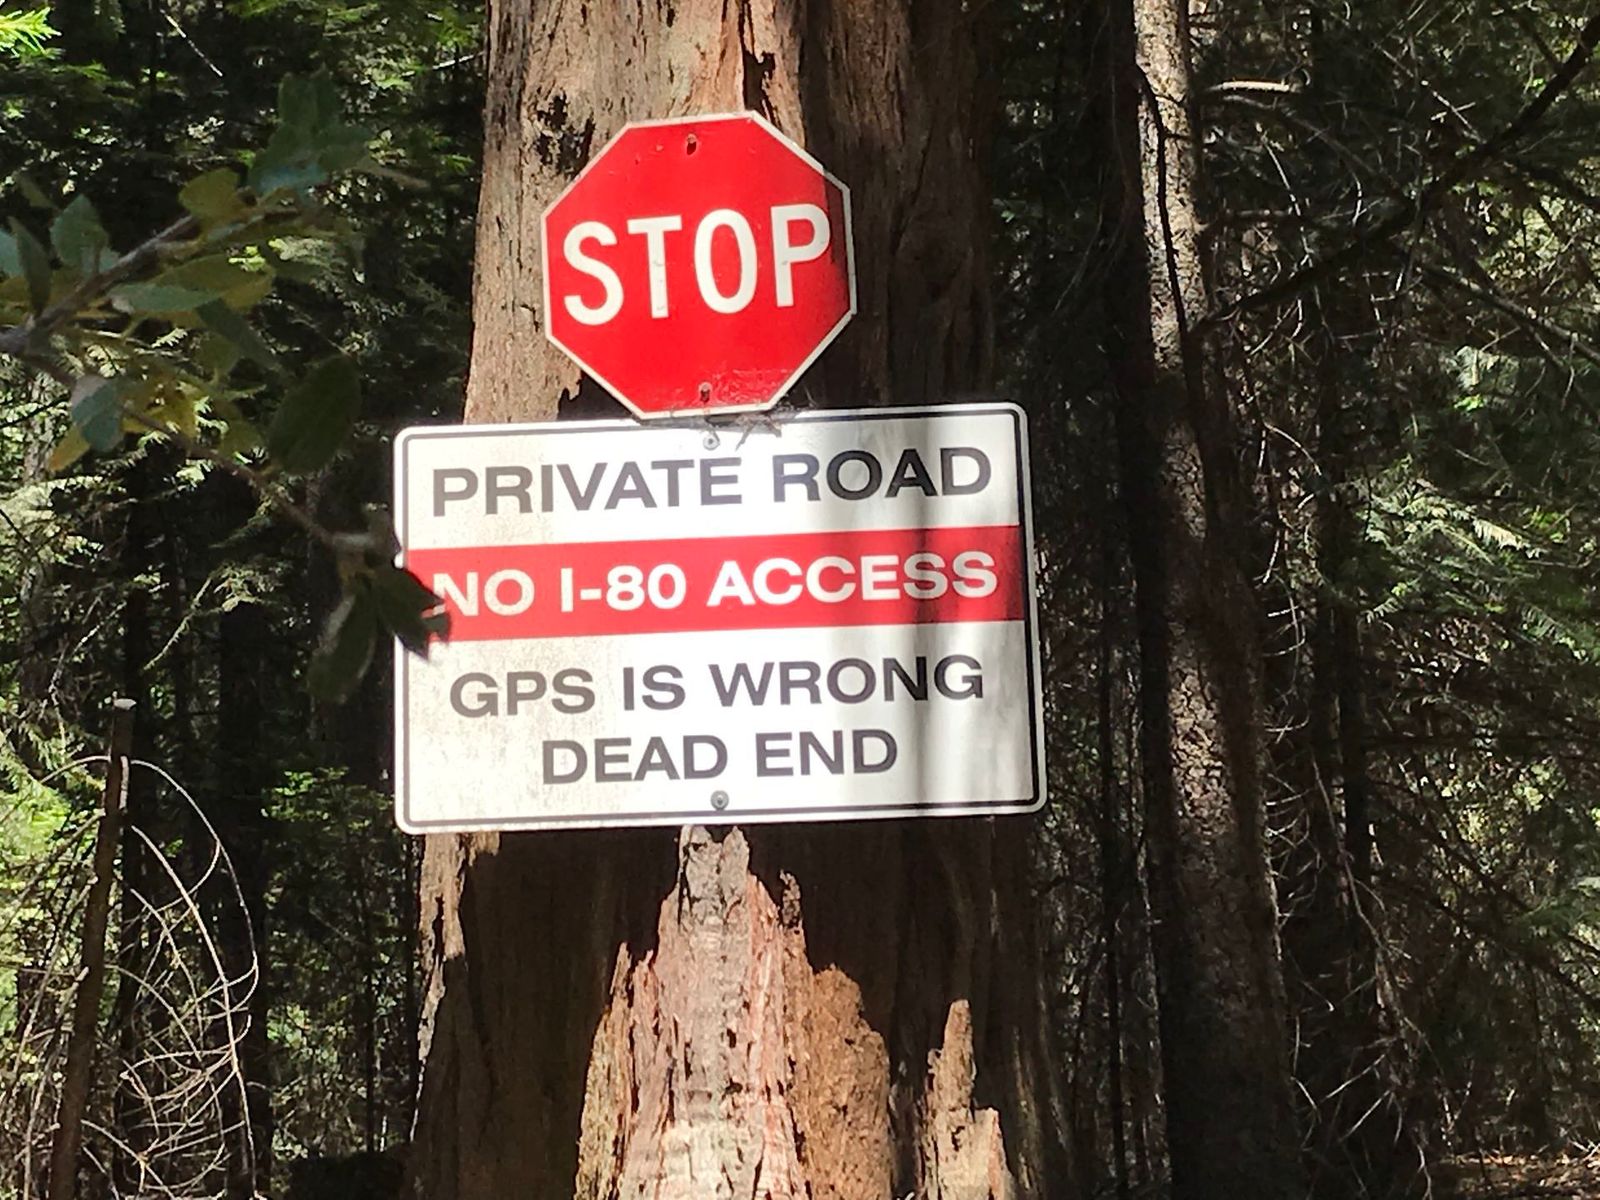 STOP
PRIVATE ROAD
NO I-80 ACCESS
GPS IS WRONG
DEAD END